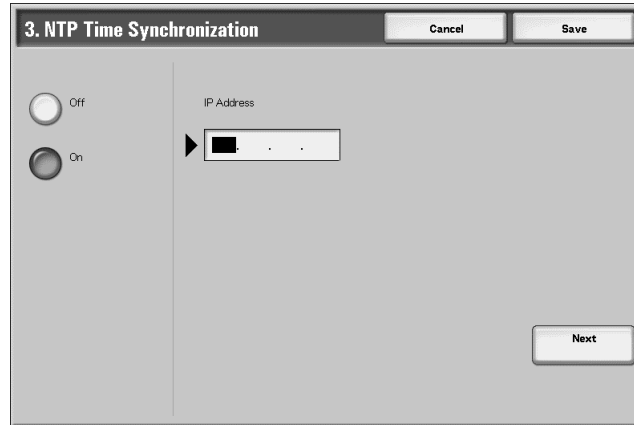 3. NTP Time Synchronization
Cancel
Save
Off
On
IP Address
. . .
Next